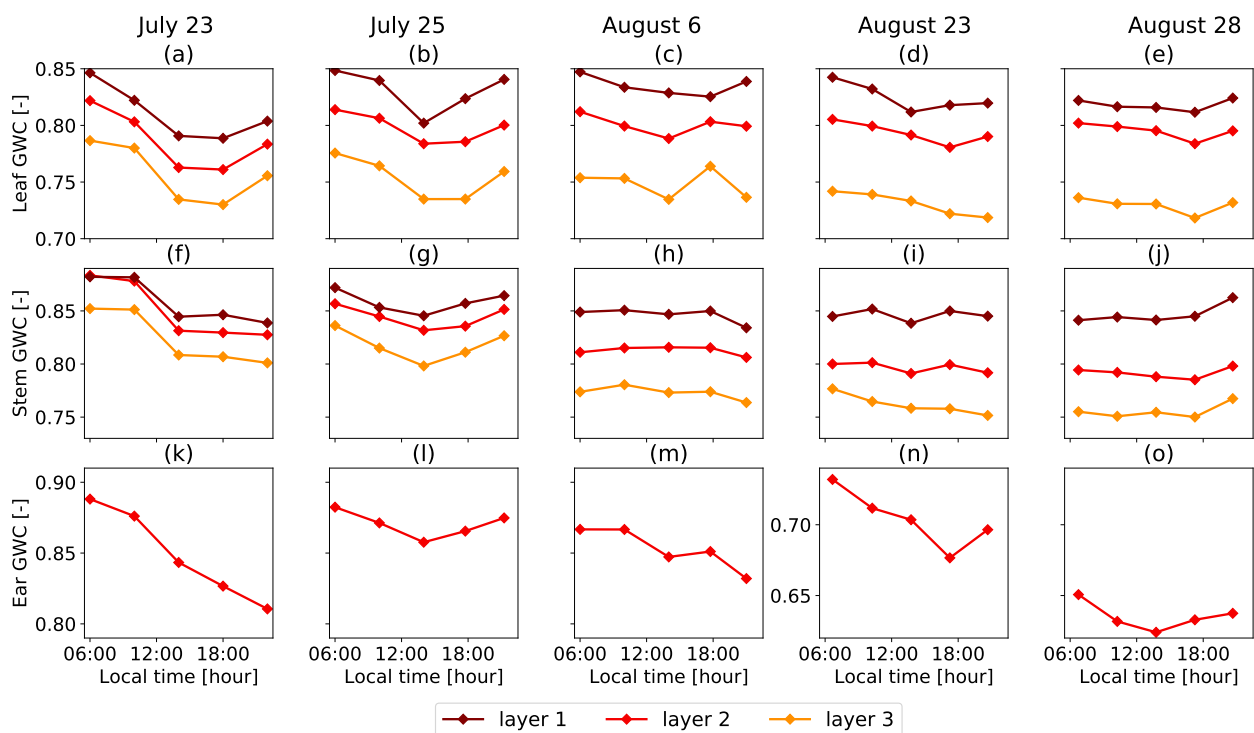 July 23 July 25 August 6 August 23 August 28
(a) (b) (c) (d) (e)
Leaf GWC [-]
0.85
0.80
0.75
0.70
(f) (g) (h) (i) (j)
Stem GWC [-]
0.85
0.80
0.75
(k) (l) (m) (n) (o)
Ear GWC [-]
0.90
0.85
0.80
0.70
0.65
06:00 12:00 18:00 06:00 12:00 18:00 06:00 12:00 18:00 06:00 12:00 18:00 06:00 12:00 18:00
Local time [hour] Local time [hour] Local time [hour] Local time [hour] Local time [hour]
layer 1 layer 2 layer 3